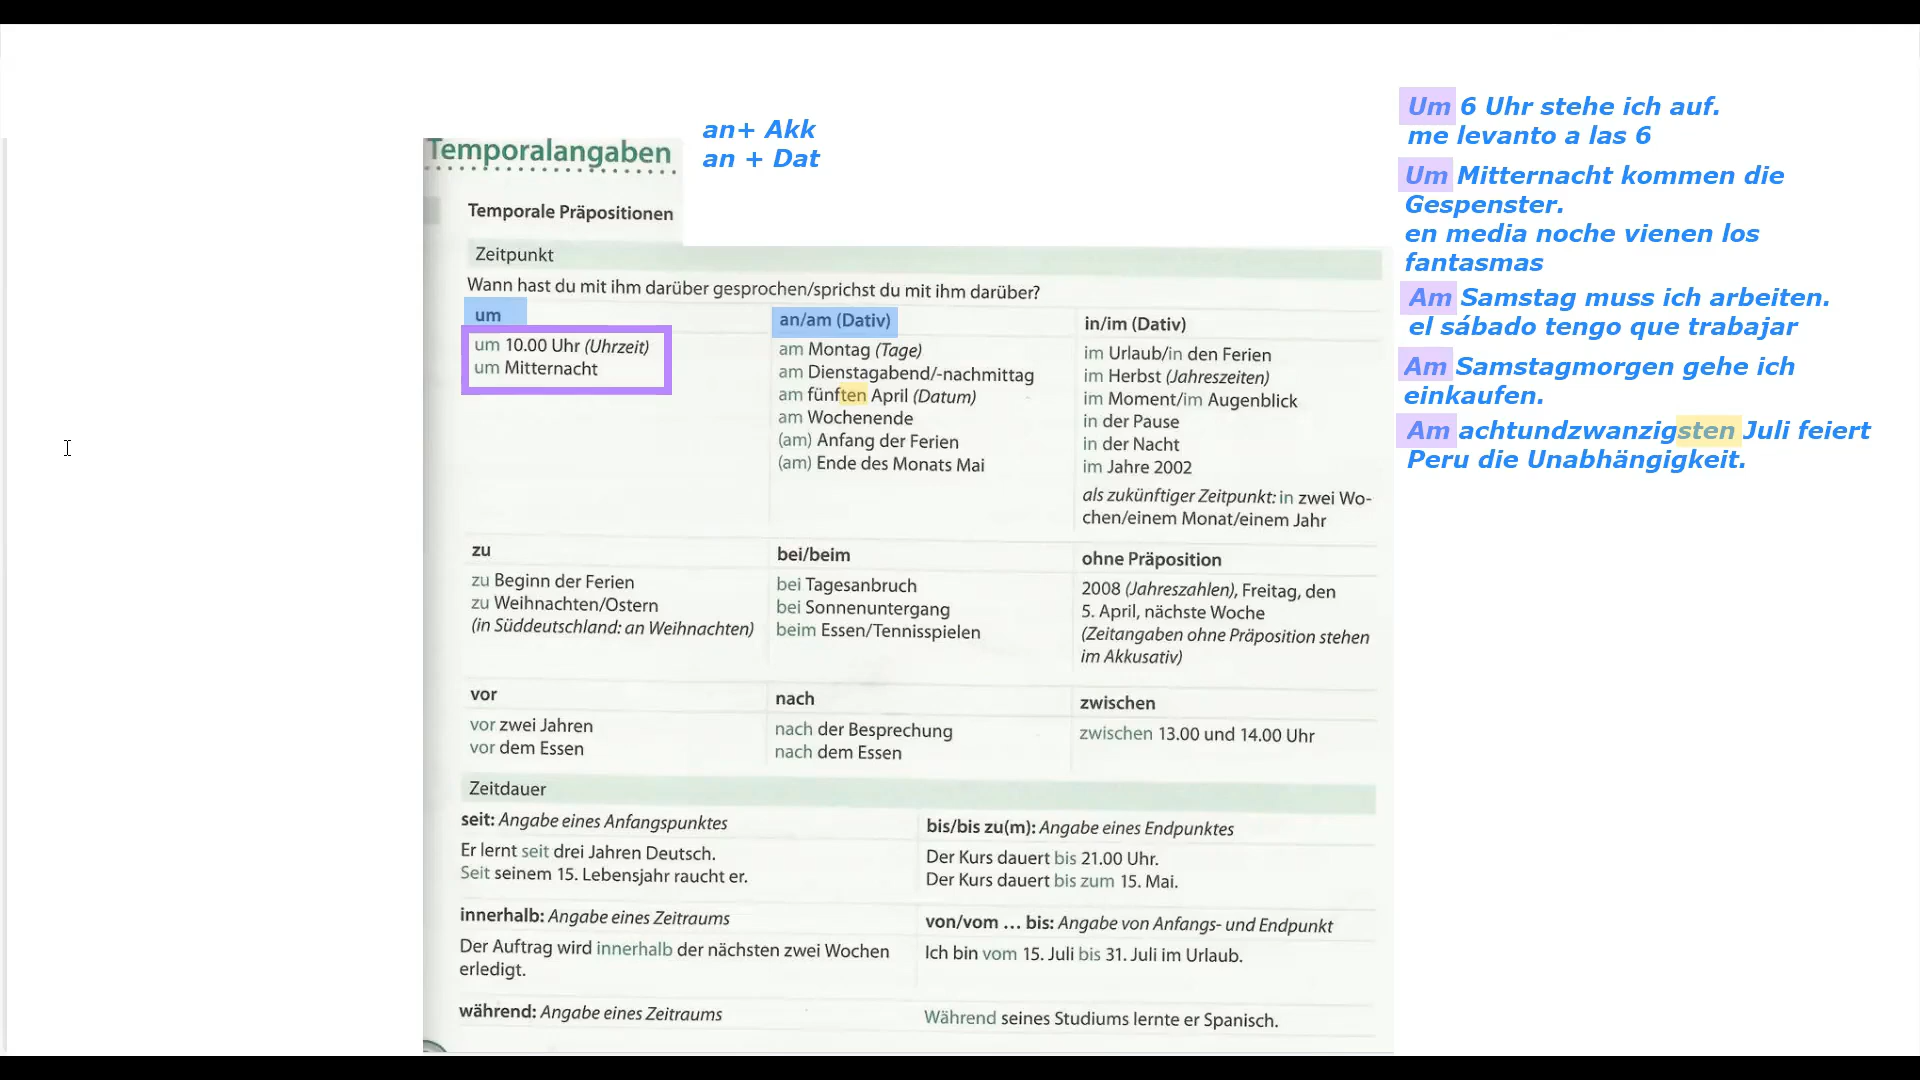 Temporalangaben
an+ Akk
an + Dat
Temporale Präpositionen
Zeitpunkt
Wann hast du mit ihm darüber gesprochen/sprichst du mit ihm darüber?
um
um 10.00 Uhr (Uhrzeit)
um Mitternacht
an/am (Dativ)
am Montag (Tage)
am Dienstagabend/-nachmittag
am fünften April (Datum)
am Wochenende
(am) Anfang der Ferien
(am) Ende des Monats Mai
in/im (Dativ)
im Urlaub/in den Ferien
im Herbst (Jahreszeiten)
im Moment/im Augenblick
in der Pause
in der Nacht
im Jahre 2002
als zukünftiger Zeitpunkt: in zwei Wo-
chen/einem Monat/einem Jahr
zu
zu Beginn der Ferien
zu Weihnachten/Ostern
(in Süddeutschland: an Weihnachten)
bei/beim
bei Tagesanbruch
bei Sonnenuntergang
beim Essen/Tennisspielen
ohne Präposition
2008 (Jahreszahlen), Freitag, den
5. April, nächste Woche
(Zeitangaben ohne Präposition stehen
im Akkusativ)
vor
vor zwei Jahren
vor dem Essen
nach
nach der Besprechung
nach dem Essen
zwischen
zwischen 13.00 und 14.00 Uhr
Zeitdauer
seit: Angabe eines Anfangspunktes
Er lernt seit drei Jahren Deutsch.
Seit seinem 15. Lebensjahr raucht er.
bis/bis zu(m): Angabe eines Endpunktes
Der Kurs dauert bis 21.00 Uhr.
Der Kurs dauert bis zum 15. Mai.
innerhalb: Angabe eines Zeitraums
Der Auftrag wird innerhalb der nächsten zwei Wochen
erledigt.
von/vom … bis: Angabe von Anfangs- und Endpunkt
Ich bin vom 15. Juli bis 31. Juli im Urlaub.
während: Angabe eines Zeitraums
Während seines Studiums lernte er Spanisch.
Um 6 Uhr stehe ich auf.
me levanto a las 6
Um Mitternacht kommen die
Gespenster.
en media noche vienen los
fantasmas
Am Samstag muss ich arbeiten.
el sábado tengo que trabajar
Am Samstagmorgen gehe ich
einkaufen.
Am achtundzwanzigsten Juli feiert
Peru die Unabhängigkeit.